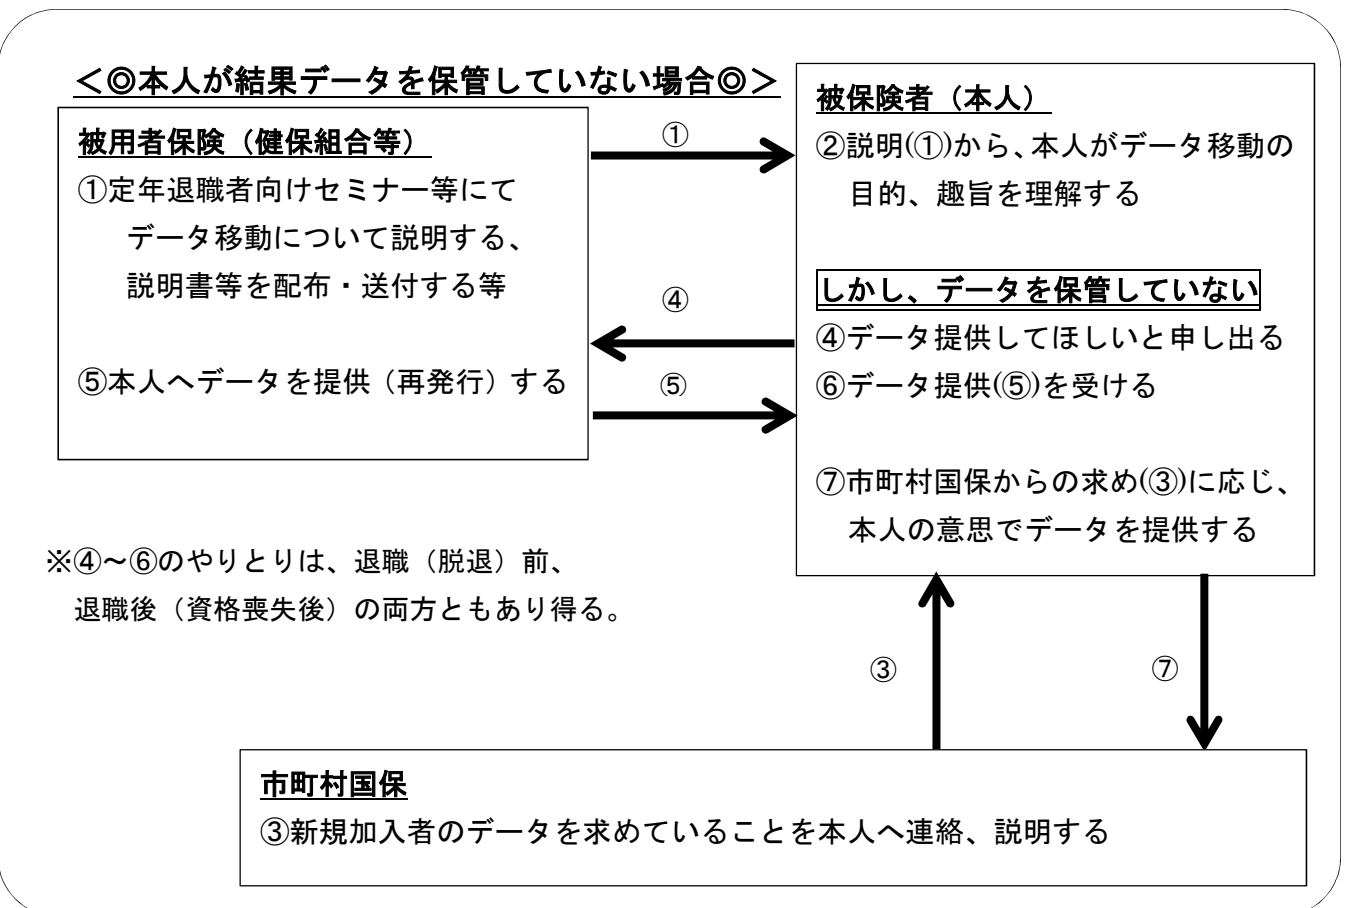 ＜◎本人が結果データを保管していない場合◎＞
被用者保険（健保組合等）
①定年退職者向けセミナー等にて
データ移動について説明する、
説明書等を配布・送付する等
⑤本人へデータを提供（再発行）する
①
④
⑤
被保険者（本人）
②説明(①)から、本人がデータ移動の
目的、趣旨を理解する
しかし、データを保管していない
④データ提供してほしいと申し出る
⑥データ提供(⑤)を受ける
⑦市町村国保からの求め(③)に応じ、
本人の意思でデータを提供する
※④～⑥のやりとりは、退職（脱退）前、
退職後（資格喪失後）の両方ともあり得る。
③
⑦
市町村国保
③新規加入者のデータを求めていることを本人へ連絡、説明する